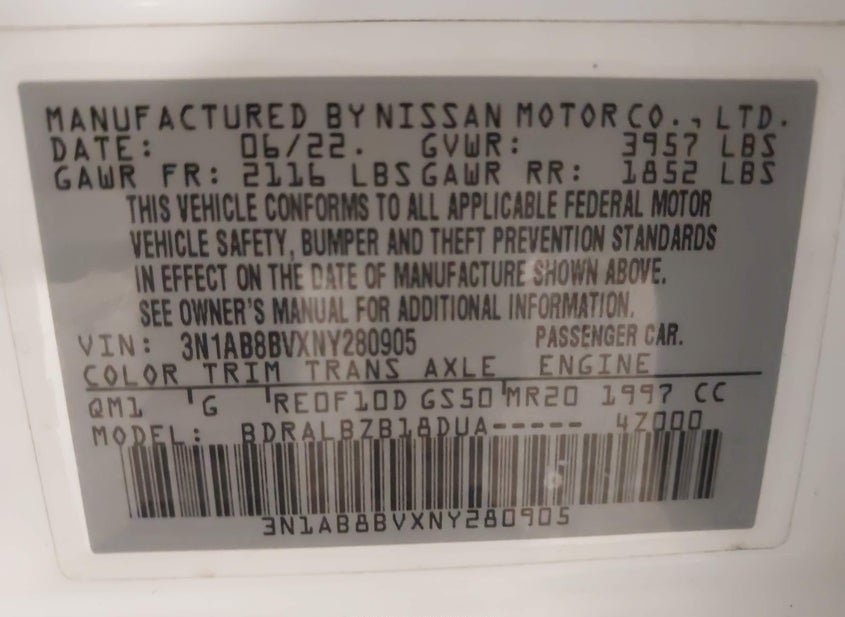 MANUFACTURED BY NISSAN MOTOR CO., LTD.
DATE: 06/22. GVWR: 3957 LBS
GAWR FR: 2116 LBS GAWR RR: 1852 LBS
THIS VEHICLE CONFORMS TO ALL APPLICABLE FEDERAL MOTOR
VEHICLE SAFETY, BUMPER AND THEFT PREVENTION STANDARDS
IN EFFECT ON THE DATE OF MANUFACTURE SHOWN ABOVE.
SEE OWNER'S MANUAL FOR ADDITIONAL INFORMATION.
VIN: 3N1AB8BVXNY280905 PASSENGER CAR.
COLOR TRIM TRANS AXLE ENGINE
QM1 G RE0F10D GS50 MR20 1997 CC
MODEL: BDRALBZB18DUA----- 4Z000
3N1AB8BVXNY280905